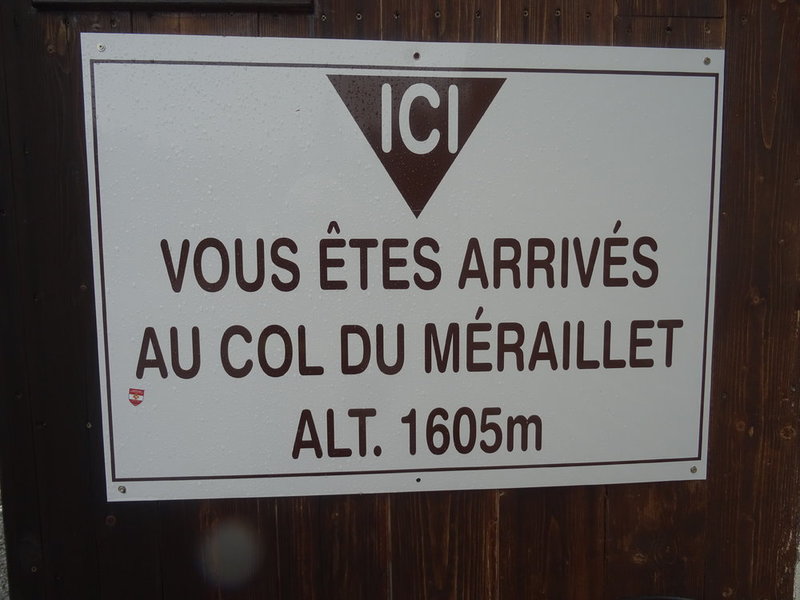 ICI
VOUS ÊTES ARRIVÉS
AU COL DU MÉRAILLET
ALT. 1605m